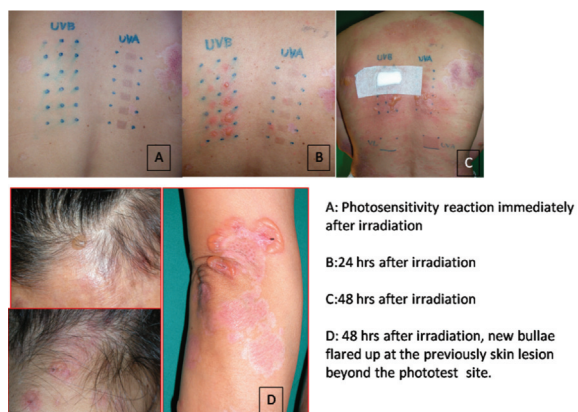 UVB UVA
A
UVB UVA
B
UVB UVA
C
D
A: Photosensitivity reaction immediately
after irradiation
B:24 hrs after irradiation
C:48 hrs after irradiation
D: 48 hrs after irradiation, new bullae
flared up at the previously skin lesion
beyond the phototest site.